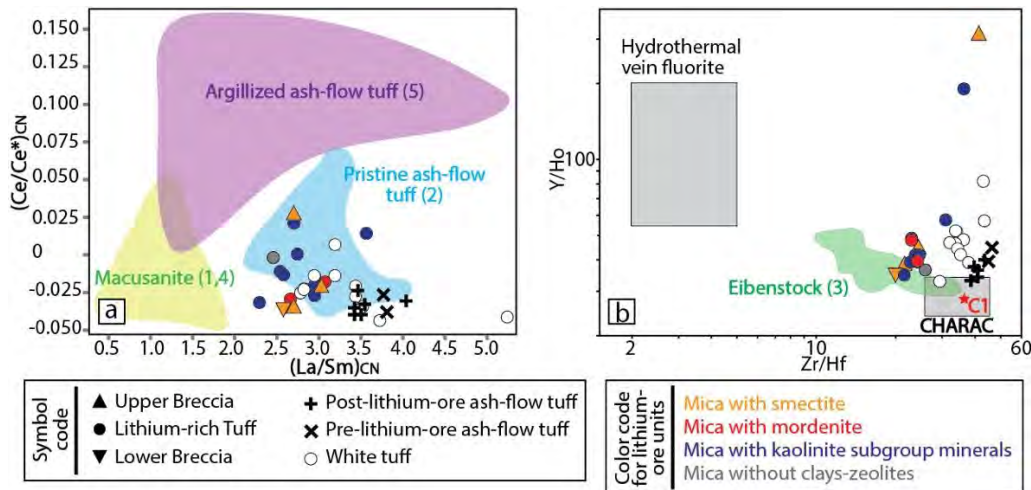 0.150
0.125
0.100
0.075
0.050
0.025
0
-0.025
-0.050
(Ce/Ce*)CN
Argillized ash-flow tuff (5)
Pristine ash-flow
tuff (2)
Macusanite (1,4)
a
0.5 1.0 1.5 2.0 2.5 3.0 3.5 4.0 4.5 5.0
(La/Sm)CN
Hydrothermal
vein fluorite
100
Y/Ho
Eibenstock (3)
C1
CHARAC
b
2 10 60
Zr/Hf
Symbol
code
Upper Breccia
Lithium-rich Tuff
Lower Breccia
Post-lithium-ore ash-flow tuff
Pre-lithium-ore ash-flow tuff
White tuff
Color code
for lithium-
ore units
Mica with smectite
Mica with mordenite
Mica with kaolinite subgroup minerals
Mica without clays-zeolites